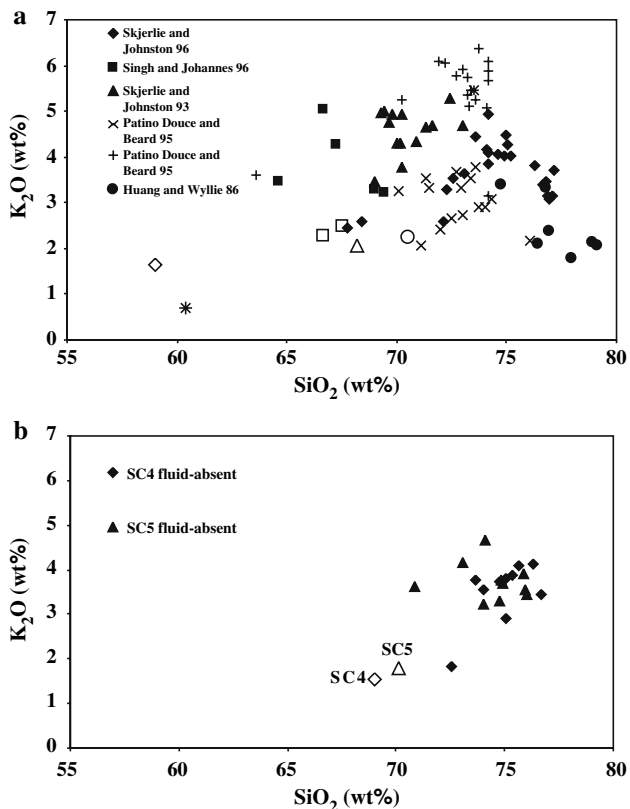 a
7
6
5
4
3
2
1
0
K2O (wt%)
Skjerlie and
Johnston 96
Singh and Johannes 96
Skjerlie and
Johnston 93
Patino Douce and
Beard 95
Patino Douce and
Beard 95
Huang and Wyllie 86
55 60 65 70 75 80
SiO2 (wt%)
b
7
6
5
4
3
2
1
0
K2O (wt%)
SC4 fluid-absent
SC5 fluid-absent
SC5
SC4
55 60 65 70 75 80
SiO2 (wt%)